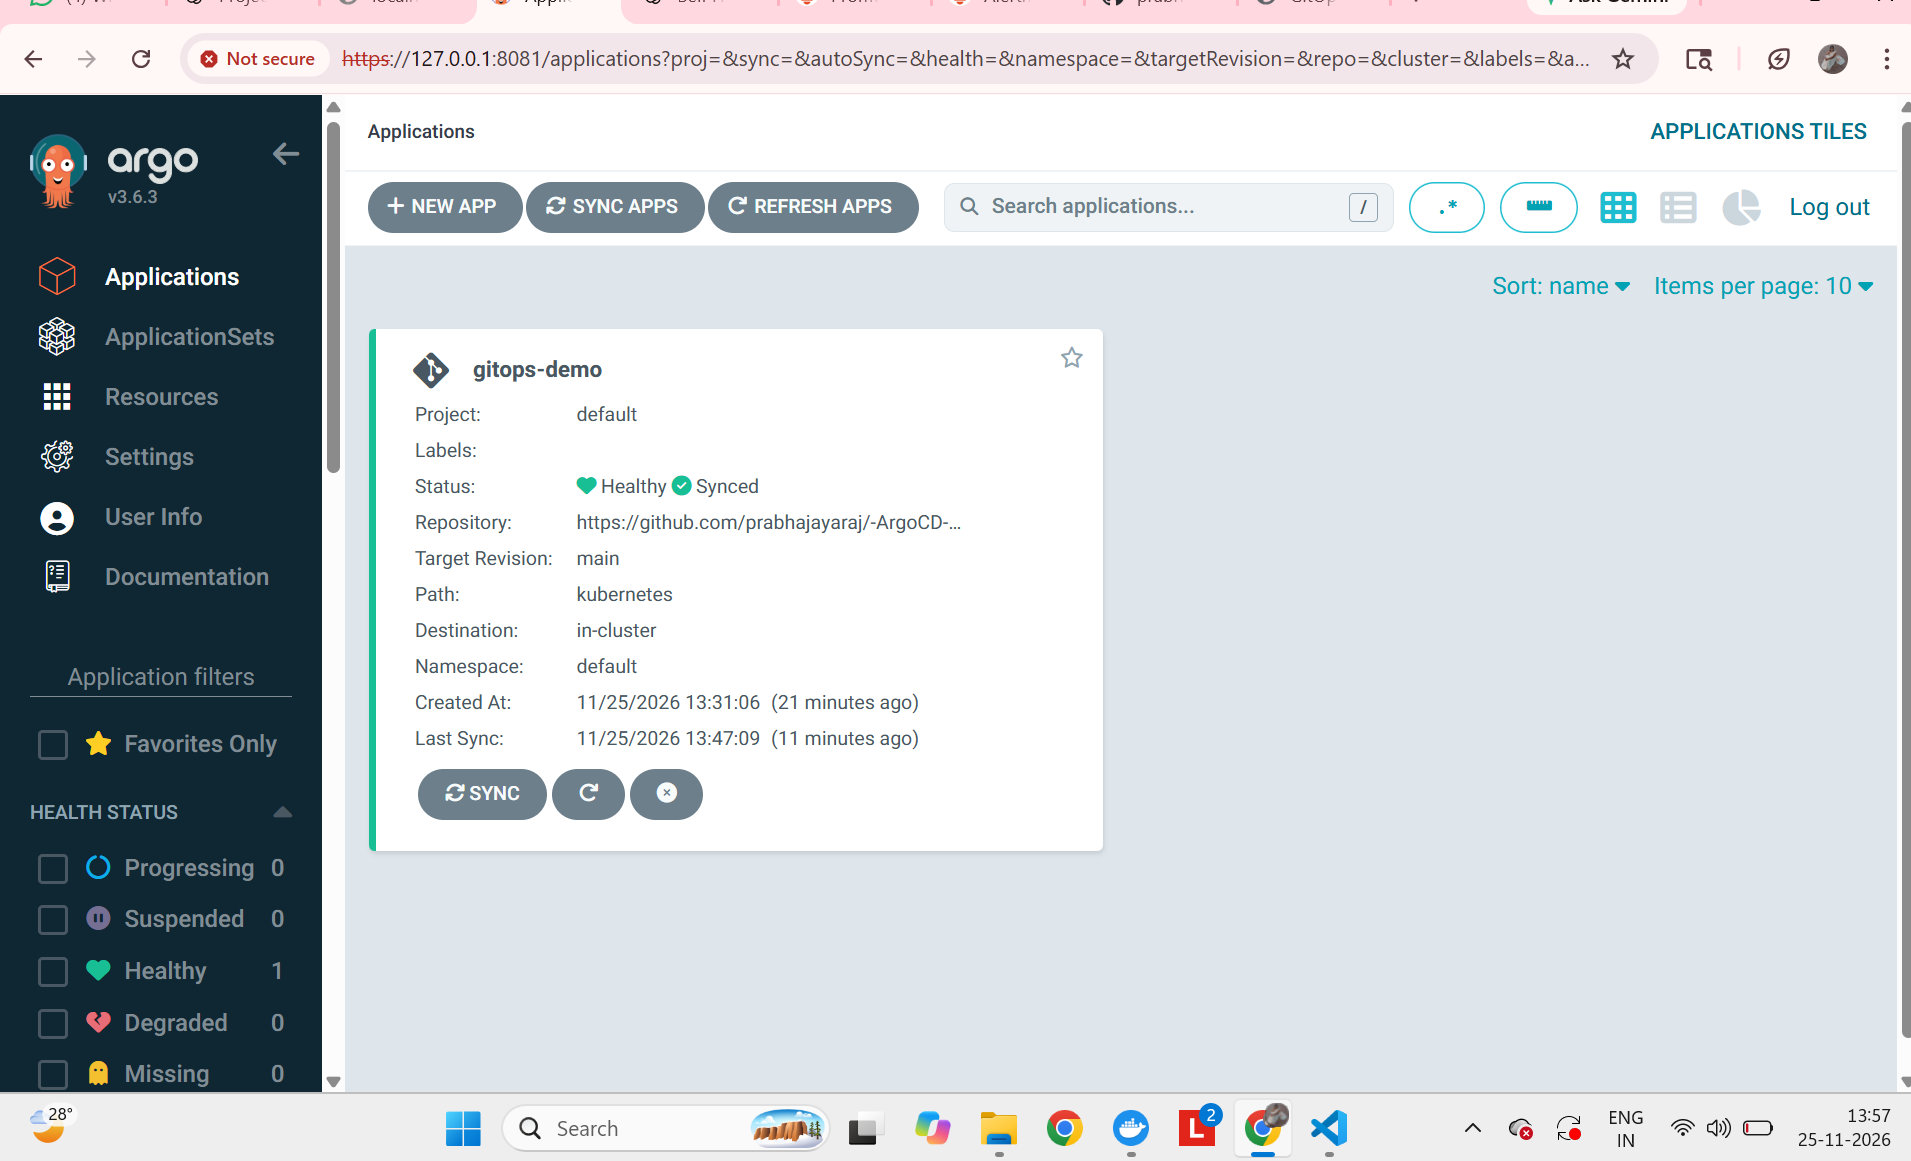 Not secure
https://127.0.0.1:8081/applications?proj=&sync=&autoSync=&health=&namespace=&targetRevision=&repo=&cluster=&labels=&a...
argo
v3.6.3
Applications
ApplicationSets
Resources
Settings
User Info
Documentation
Application filters
Favorites Only
HEALTH STATUS
Progressing 0
Suspended 0
Healthy 1
Degraded 0
Missing 0
Applications
APPLICATIONS TILES
NEW APP
SYNC APPS
REFRESH APPS
Search applications...
/
.*
Log out
Sort: name
Items per page: 10
gitops-demo
Project: default
Labels:
Status: Healthy Synced
Repository: https://github.com/prabhajayaraj/-ArgoCD-...
Target Revision: main
Path: kubernetes
Destination: in-cluster
Namespace: default
Created At: 11/25/2026 13:31:06 (21 minutes ago)
Last Sync: 11/25/2026 13:47:09 (11 minutes ago)
SYNC
28°
Search
L
2
ENG
IN
13:57
25-11-2026